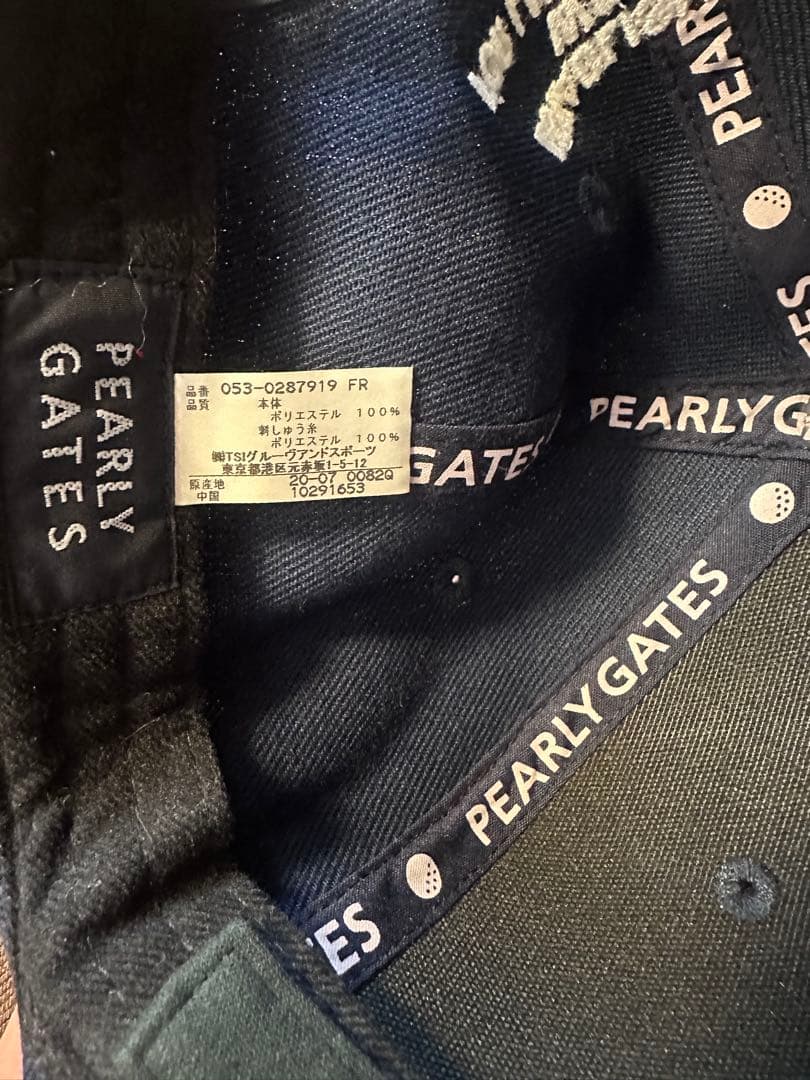 PEAR
ES
PEARLY
GATES
品番 053-0287919 FR
品質 本体
ポリエステル 100%
刺しゅう糸
ポリエステル 100%
㈱TSIグルーヴアンドスポーツ
東京都港区元赤坂1-5-12
原産地 20-07 0082Q
中国 10291653
GATES
PEARLY G
PEARLY GATES
ES